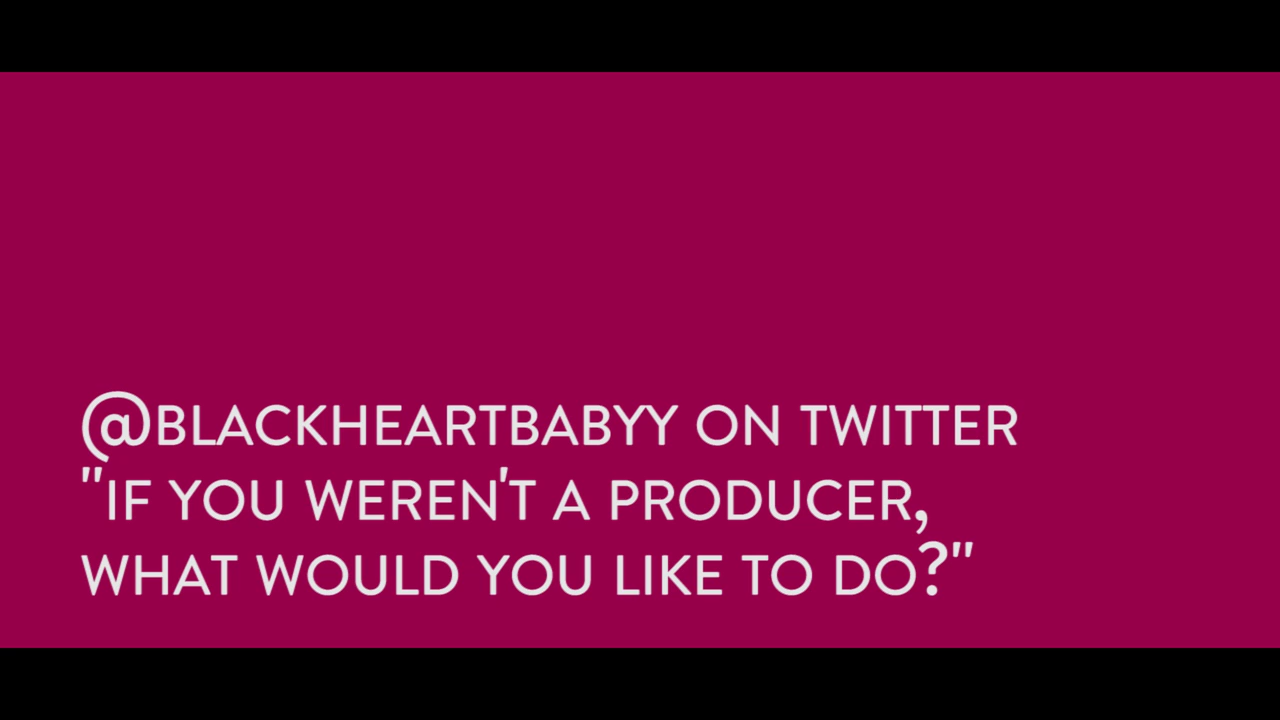 @BLACKHEARTBABYY ON TWITTER
"IF YOU WEREN'T A PRODUCER,
WHAT WOULD YOU LIKE TO DO?"